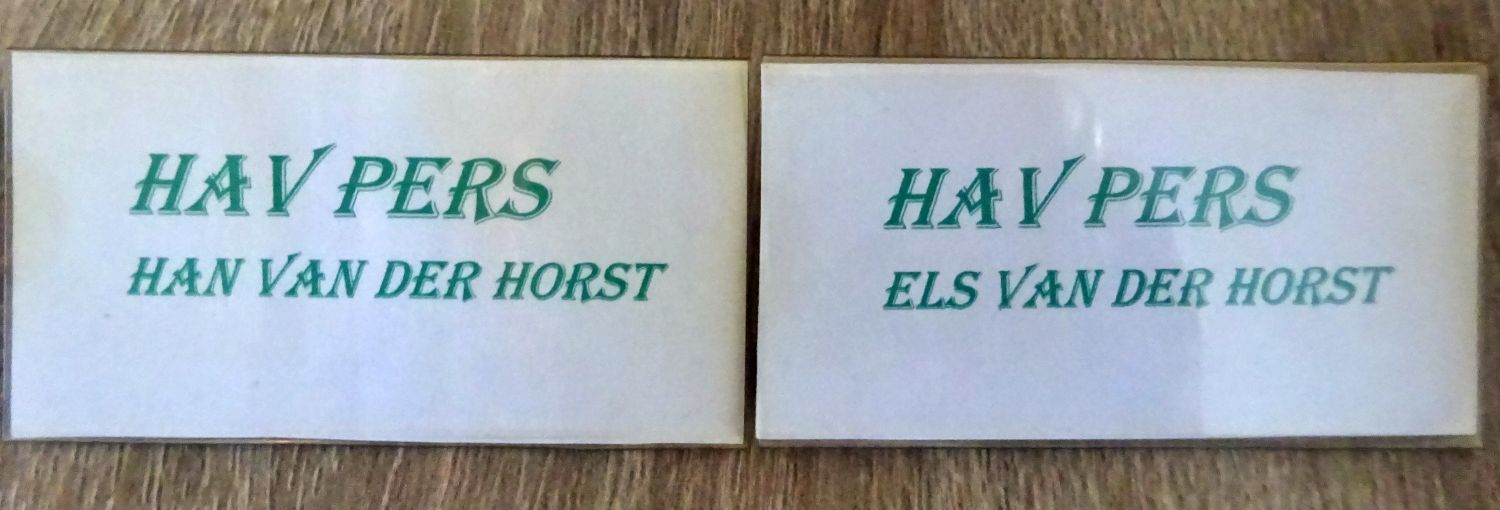 HAV PERS
HAN VAN DER HORST
HAV PERS
ELS VAN DER HORST